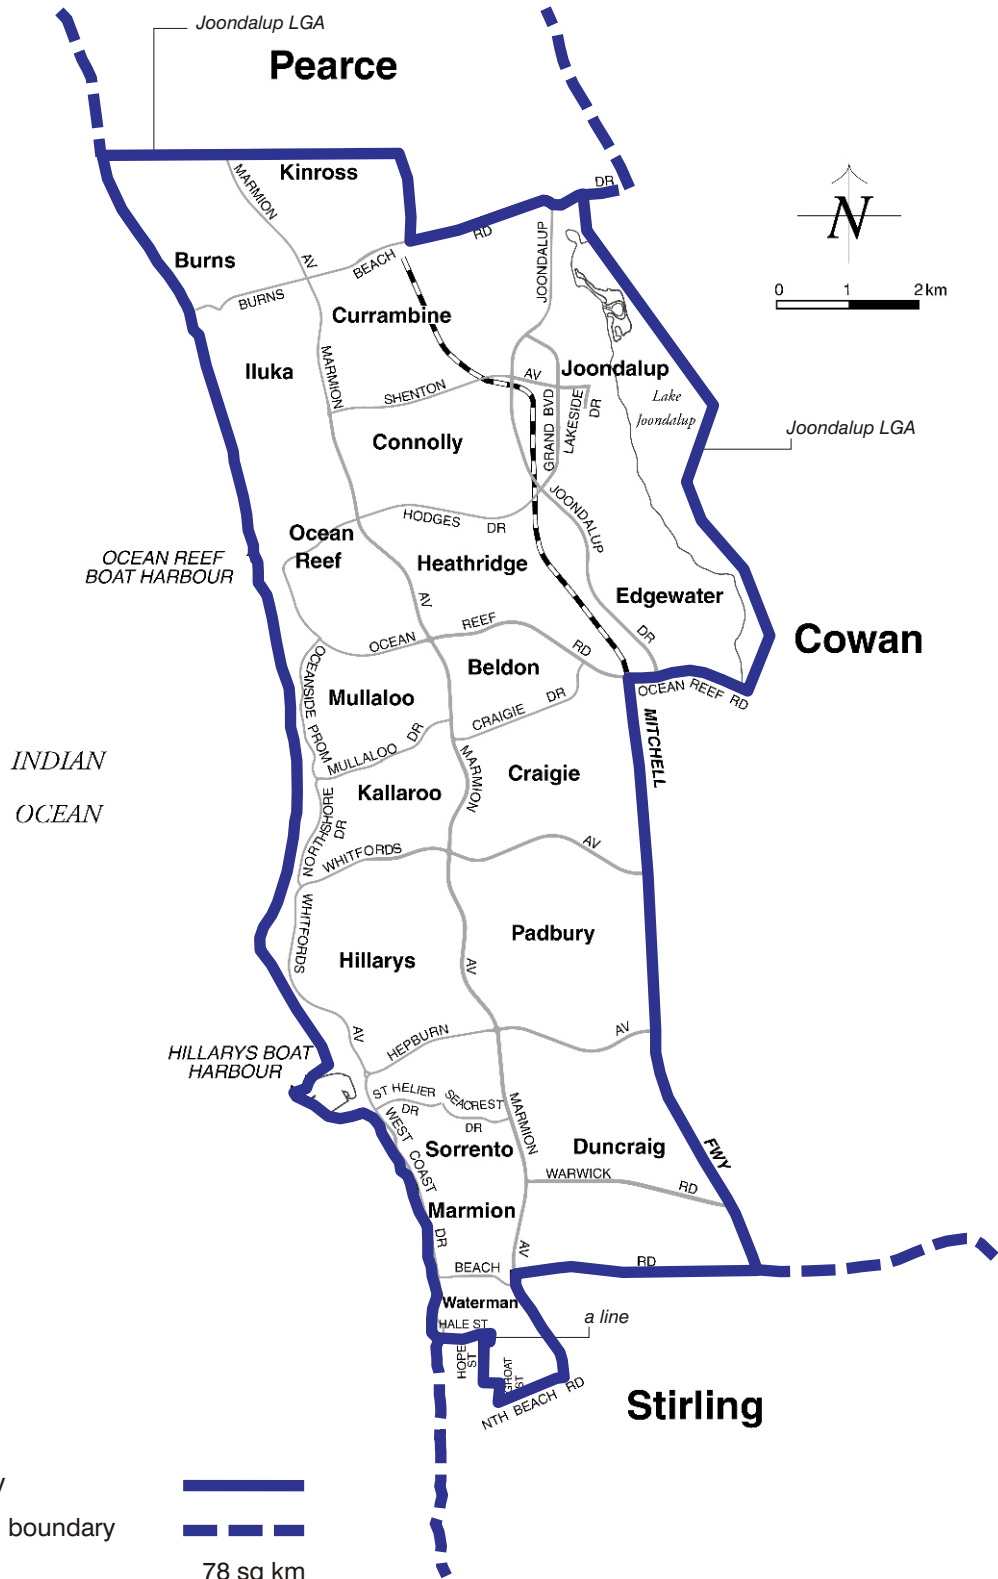 Joondalup LGA
Pearce
DR
Kinross
MARMION
RD
JOONDALUP
Burns
AV
BEACH
BURNS
N
0 1 2 km
Currambine
Iluka
MARMION
SHENTON
AV
Joondalup
Lake
Joondalup
GRAND BVD
LAKESIDE
DR
Joondalup LGA
Connolly
HODGES
DR
JOONDALUP
Ocean
Reef
OCEAN REEF
BOAT HARBOUR
Heathridge
Edgewater
AV
OCEAN
REEF
RD
DR
Cowan
OCEANSIDE PROM
Beldon
Mullaloo
CRAIGIE
DR
OCEAN REEF RD
MITCHELL
INDIAN
OCEAN
MULLALOO
DR
MARMION
Craigie
Kallaroo
NORTHSHORE
DR
WHITFORDS
AV
WHITFORDS
Padbury
Hillarys
AV
AV
HEPBURN
AV
HILLARYS BOAT
HARBOUR
ST HELIER
DR
SEACREST
DR
MARMION
WEST COAST
Sorrento
Duncraig
FWY
WARWICK
RD
Marmion
DR
AV
BEACH
RD
Waterman
HALE ST
a line
HOPE
ST
GROAT
ST
NTH BEACH RD
Stirling
boundary
78 sq km